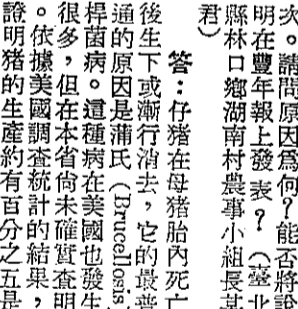 次。請問原因爲何?能否將說
明在豐年報上發表?(臺北
縣林口鄉湖南村農事小組長某
君)
答:仔猪在母猪胎內死亡
後生下或漸行消去,它的最普
通的原因是蒲氏(Brucellosis)
桿菌病。這種病在美國也發生
很多,但在本省尙未確實查明
。依據美國調查統計的結果,
證明猪的生產約有百分之五是